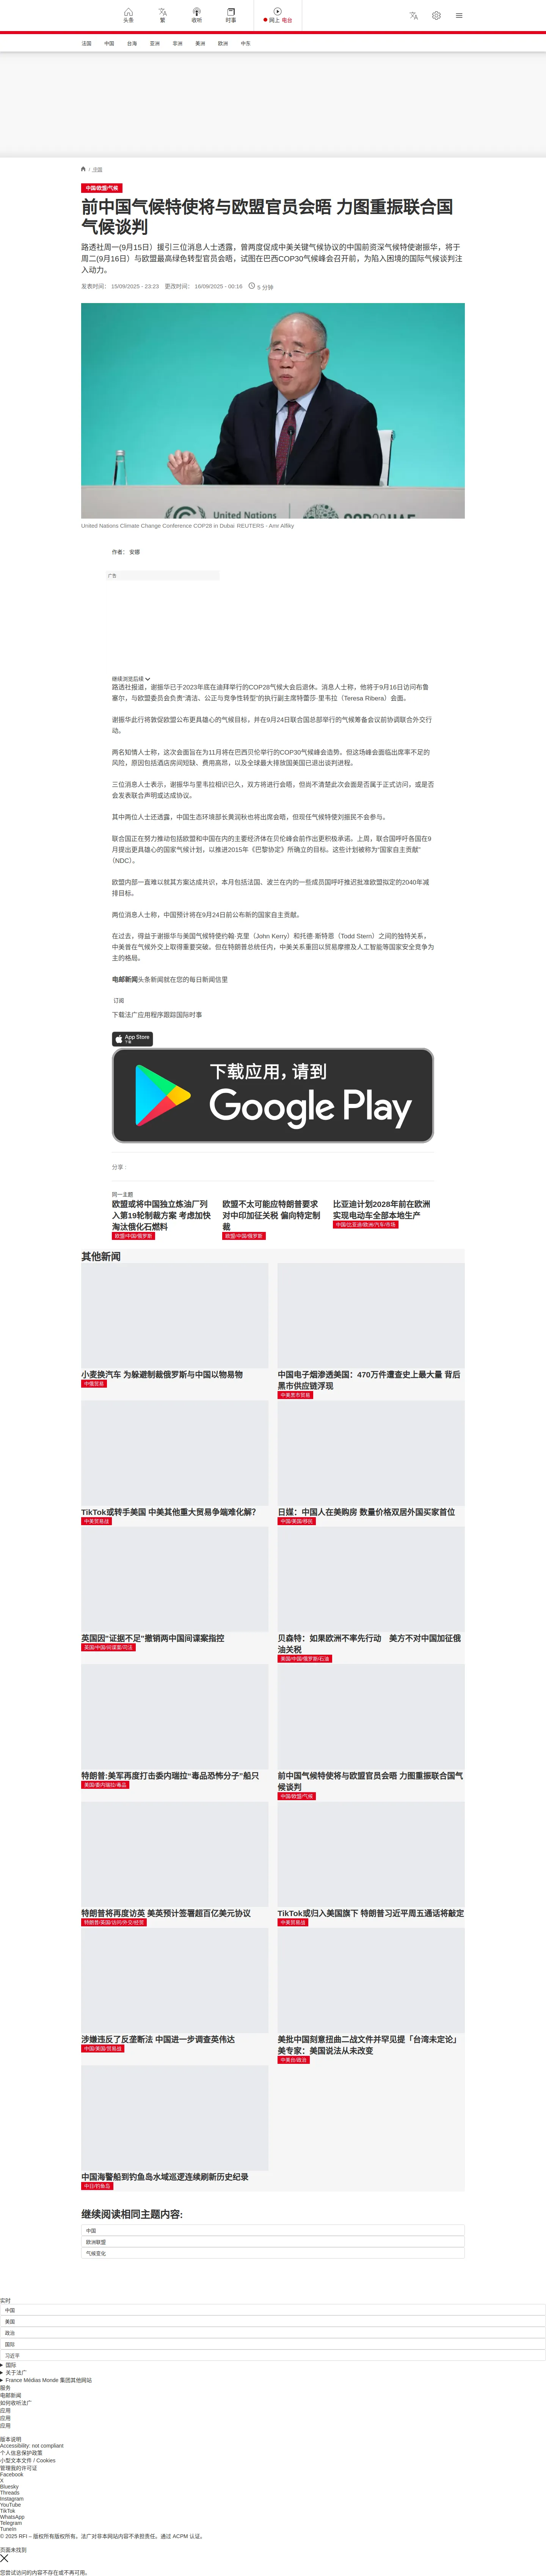 头条
繁
收听
时事
网上 电台
法国
中国
台湾
亚洲
非洲
美洲
欧洲
中东
/ 中国
中国/欧盟/气候
前中国气候特使将与欧盟官员会晤 力图重振联合国
气候谈判
路透社周一(9月15日）援引三位消息人士透露，曾两度促成中美关键气候协议的中国前资深气候特使谢振华，将于
周二(9月16日）与欧盟最高绿色转型官员会晤，试图在巴西COP30气候峰会召开前，为陷入困境的国际气候谈判注
入动力。
发表时间： 15/09/2025 - 23:23 更改时间： 16/09/2025 - 00:16 5 分钟
United Nations
COP28UAE
United Nations Climate Change Conference COP28 in Dubai REUTERS - Amr Alfiky
作者： 安娜
广告
继续浏览后续
路透社报道，谢振华已于2023年底在迪拜举行的COP28气候大会后退休。消息人士称，他将于9月16日访问布鲁
塞尔，与欧盟委员会负责“清洁、公正与竞争性转型”的执行副主席特蕾莎·里韦拉（Teresa Ribera）会面。
谢振华此行将敦促欧盟公布更具雄心的气候目标，并在9月24日联合国总部举行的气候筹备会议前协调联合外交行
动。
两名知情人士称，这次会面旨在为11月将在巴西贝伦举行的COP30气候峰会造势。但这场峰会面临出席率不足的
风险，原因包括酒店房间短缺、费用高昂，以及全球最大排放国美国已退出谈判进程。
三位消息人士表示，谢振华与里韦拉相识已久，双方将进行会晤，但尚不清楚此次会面是否属于正式访问，或是否
会发表联合声明或达成协议。
其中两位人士还透露，中国生态环境部长黄润秋也将出席会晤，但现任气候特使刘振民不会参与。
联合国正在努力推动包括欧盟和中国在内的主要经济体在贝伦峰会前作出更积极承诺。上周，联合国呼吁各国在9
月提出更具雄心的国家气候计划，以推进2015年《巴黎协定》所确立的目标。这些计划被称为“国家自主贡献”
（NDC）。
欧盟内部一直难以就其方案达成共识，本月包括法国、波兰在内的一些成员国呼吁推迟批准欧盟拟定的2040年减
排目标。
两位消息人士称，中国预计将在9月24日前公布新的国家自主贡献。
在过去，得益于谢振华与美国气候特使约翰·克里（John Kerry）和托德·斯特恩（Todd Stern）之间的独特关系，
中美曾在气候外交上取得重要突破。但在特朗普总统任内，中美关系重回以贸易摩擦及人工智能等国家安全竞争为
主的格局。
电邮新闻头条新闻就在您的每日新闻信里
订阅
下载法广应用程序跟踪国际时事
App Store
下载
下载应用，请到
Google Play
分享 :
同一主题
欧盟或将中国独立炼油厂列
入第19轮制裁方案 考虑加快
淘汰俄化石燃料
欧盟/中国/俄罗斯
欧盟不太可能应特朗普要求
对中印加征关税 偏向特定制
裁
欧盟/中国/俄罗斯
比亚迪计划2028年前在欧洲
实现电动车全部本地生产
中国/比亚迪/欧洲/汽车/市场
其他新闻
小麦换汽车 为躲避制裁俄罗斯与中国以物易物
中俄贸易
中国电子烟渗透美国：470万件遭查史上最大量 背后
黑市供应链浮现
中美黑市贸易
TikTok或转手美国 中美其他重大贸易争端难化解?
中美贸易战
日媒：中国人在美购房 数量价格双居外国买家首位
中国/美国/移民
英国因"证据不足"撤销两中国间谍案指控
英国/中国/间谍案/司法
贝森特：如果欧洲不率先行动　美方不对中国加征俄
油关税
美国/中国/俄罗斯/石油
特朗普:美军再度打击委内瑞拉“毒品恐怖分子”船只
美国/委内瑞拉/毒品
前中国气候特使将与欧盟官员会晤 力图重振联合国气
候谈判
中国/欧盟/气候
特朗普将再度访英 美英预计签署超百亿美元协议
特朗普/英国/访问/外交/经贸
TikTok或归入美国旗下 特朗普习近平周五通话将敲定
中美贸易战
涉嫌违反了反垄断法 中国进一步调查英伟达
中国/美国/贸易战
美批中国刻意扭曲二战文件并罕见提「台湾未定论」
美专家：美国说法从未改变
中美台/政治
中国海警船到钓鱼岛水域巡逻连续刷新历史纪录
中日/钓鱼岛
继续阅读相同主题内容:
中国
欧洲联盟
气候变化
实时
中国
美国
政治
国际
习近平
国际
关于法广
France Médias Monde 集团其他网站
服务
电邮新闻
如何收听法广
应用
应用
应用
版本说明
Accessibility: not compliant
个人信息保护政策
小型文本文件 / Cookies
管理我的许可证
Facebook
X
Bluesky
Threads
Instagram
YouTube
TikTok
WhatsApp
Telegram
TuneIn
© 2025 RFI – 版权所有版权所有。法广对非本网站内容不承担责任。通过 ACPM 认证。
页面未找到
您尝试访问的内容不存在或不再可用。